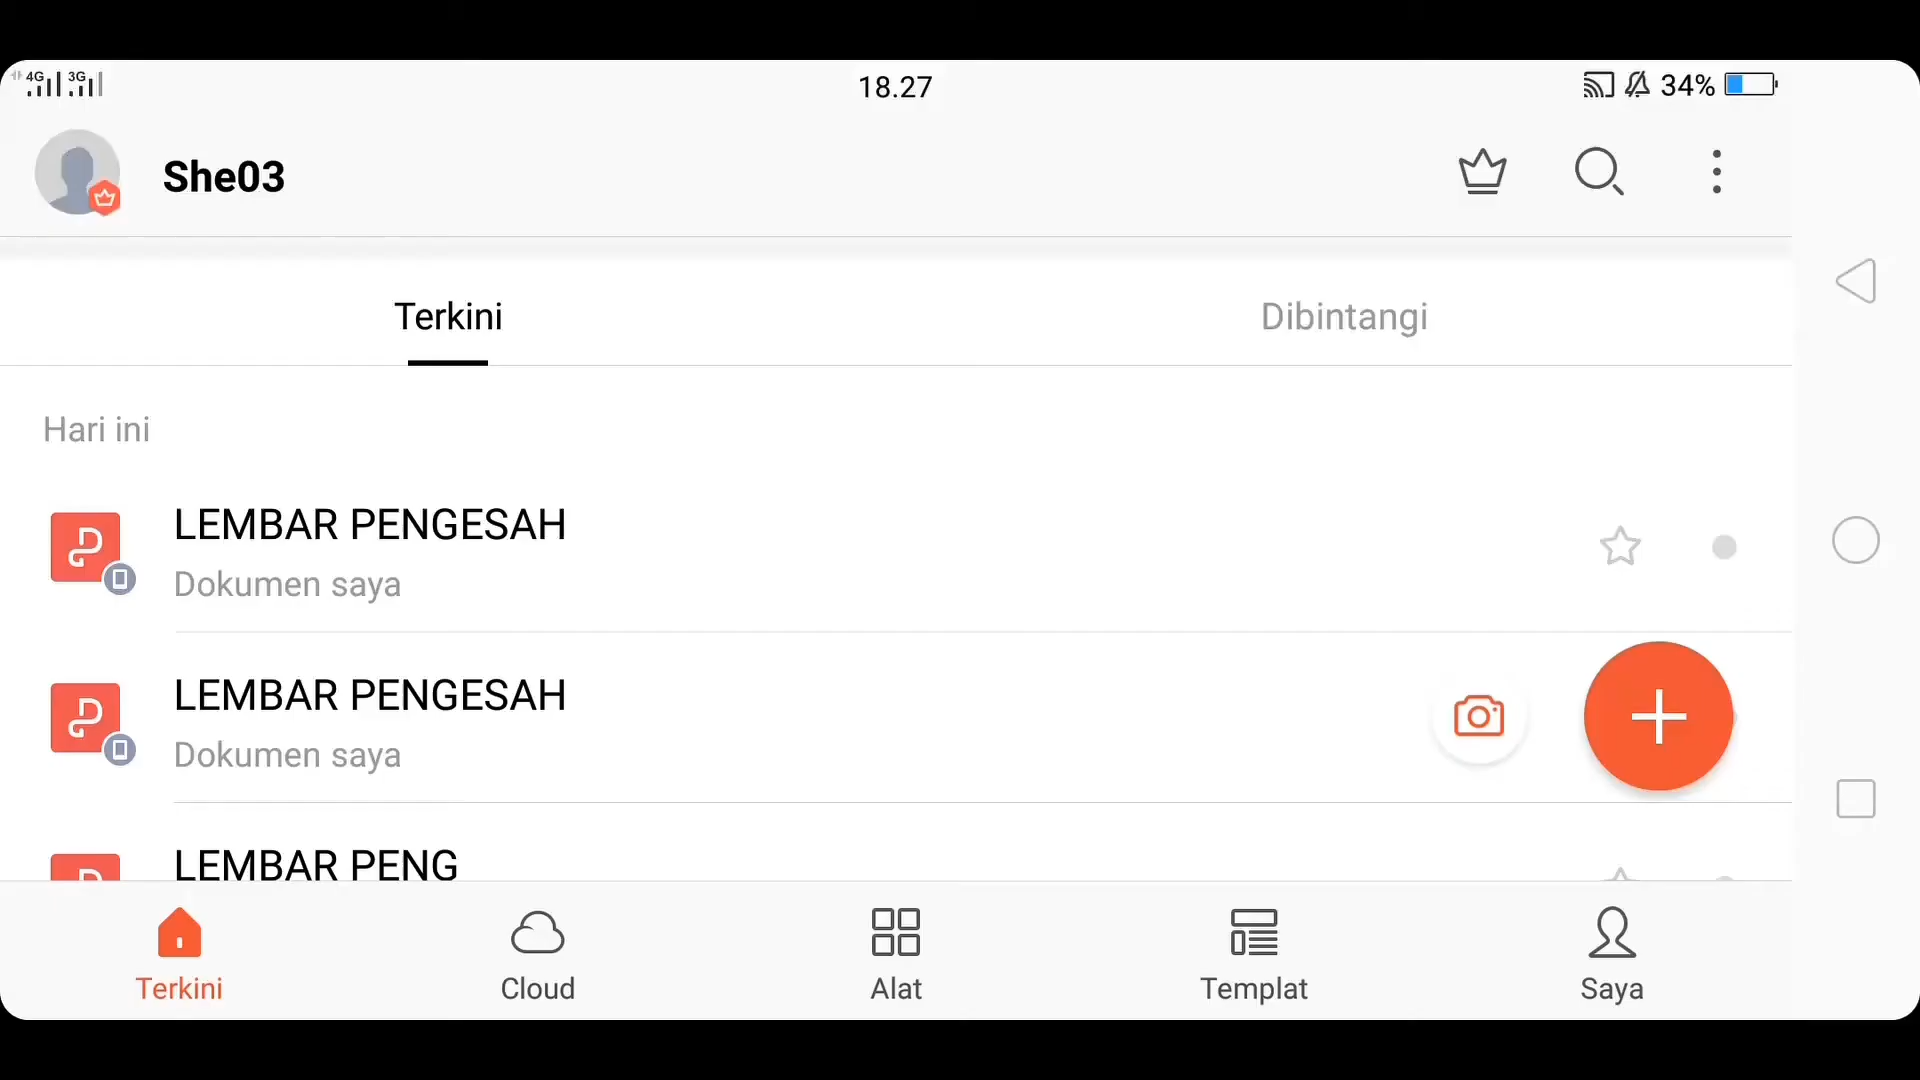 4G 3G 18.27 34%
She03
Terkini Dibintangi
Hari ini
LEMBAR PENGESAH
Dokumen saya
LEMBAR PENGESAH
Dokumen saya
LEMBAR PENG
Terkini Cloud Alat Templat Saya